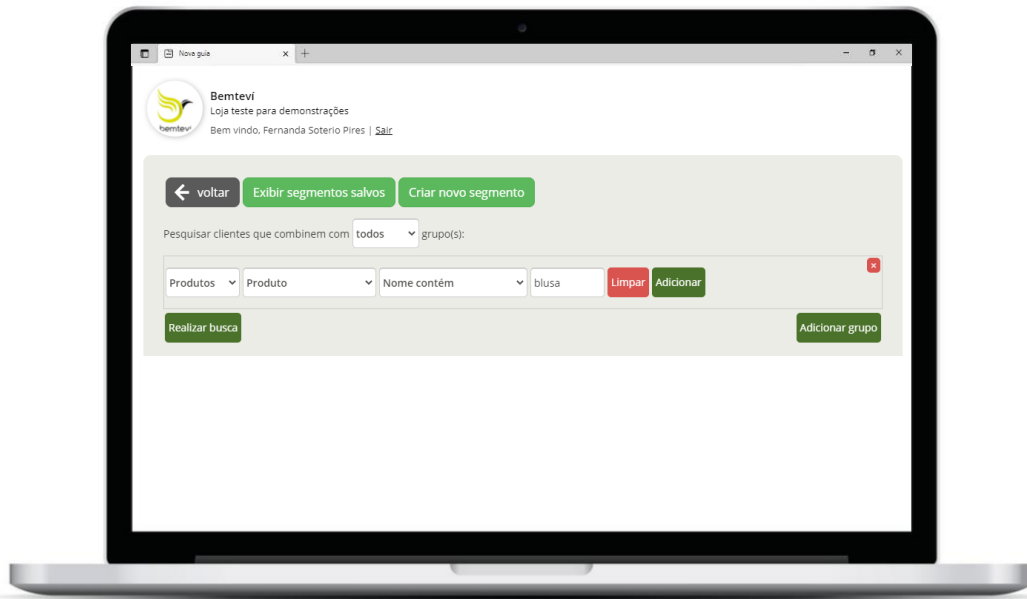 Nova guia
Bemteví
Loja teste para demonstrações
Bem vindo, Fernanda Soterio Pires | Sair
bemteví
voltar
Exibir segmentos salvos
Criar novo segmento
Pesquisar clientes que combinem com todos grupo(s):
Produtos Produto Nome contém blusa Limpar Adicionar
Realizar busca
Adicionar grupo